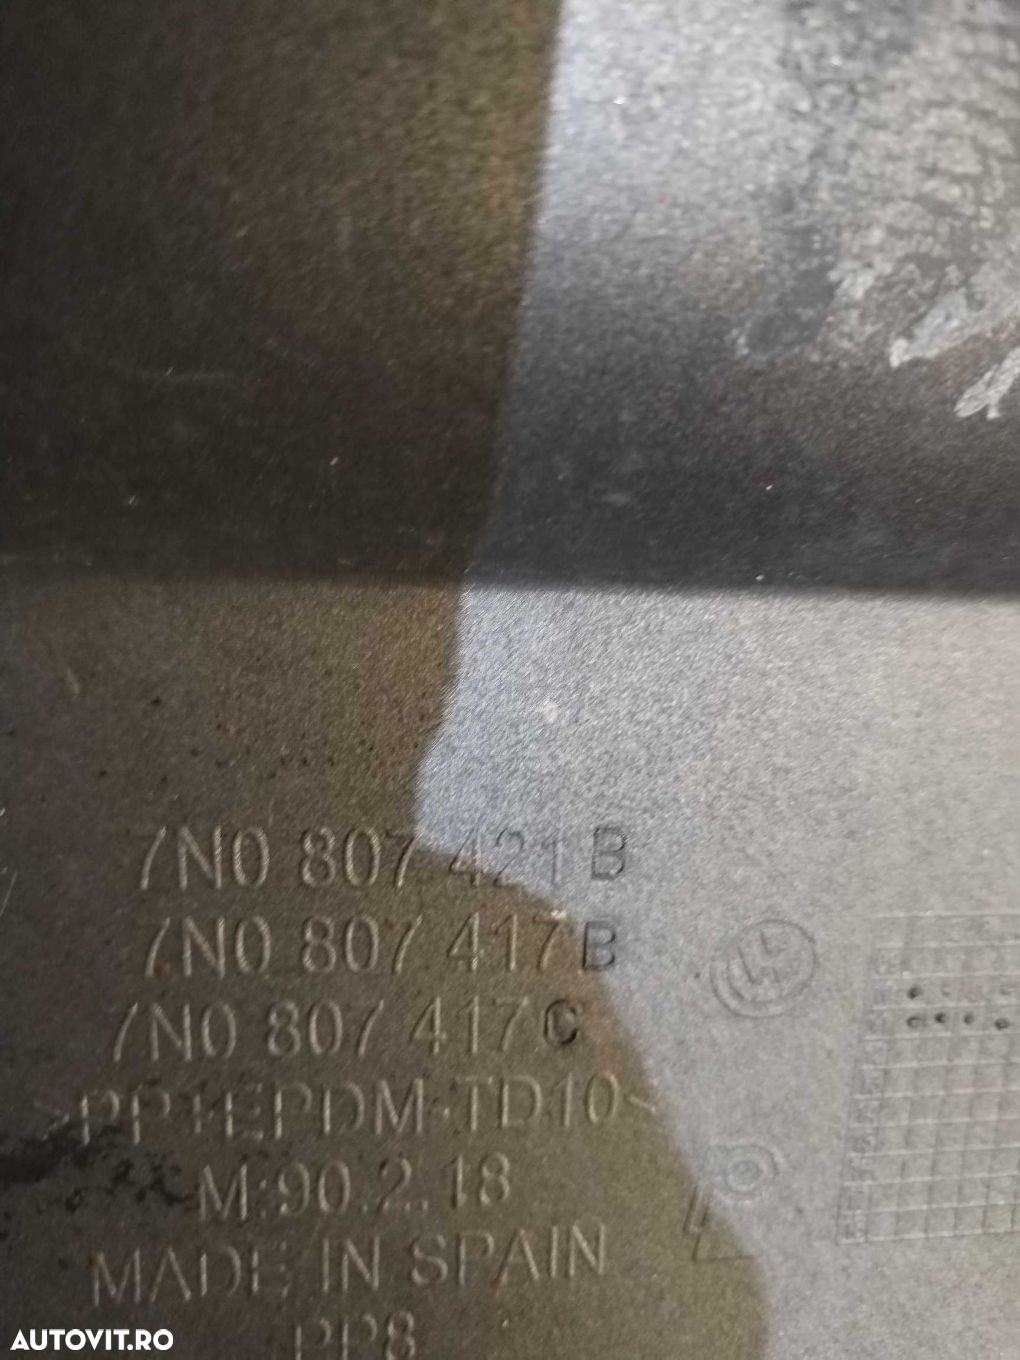 7N0 807 421 B
7N0 807 417 B
7N0 807 417 C
>PP+EPDM-TD10<
M:90.2.18
MADE IN SPAIN
PP8
AUTOVIT.RO